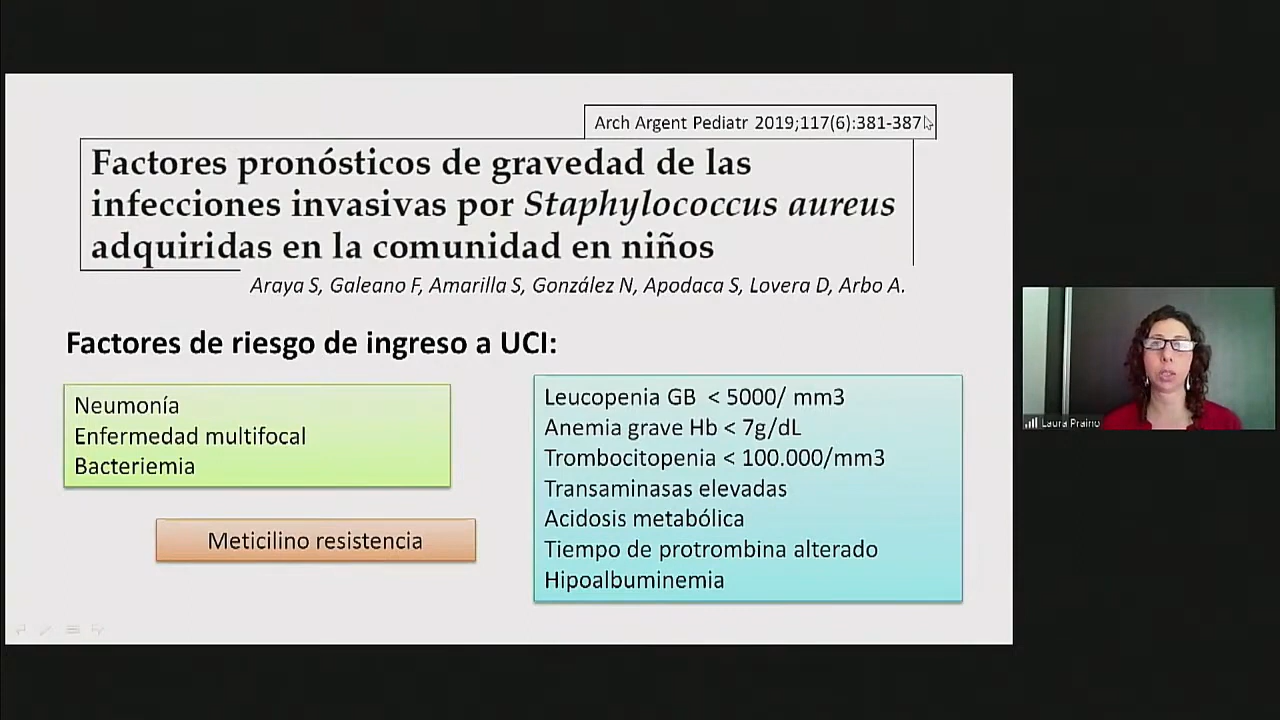 Arch Argent Pediatr 2019;117(6):381-387
Factores pronósticos de gravedad de las
infecciones invasivas por Staphylococcus aureus
adquiridas en la comunidad en niños
Araya S, Galeano F, Amarilla S, González N, Apodaca S, Lovera D, Arbo A.
Factores de riesgo de ingreso a UCI:
Neumonía
Enfermedad multifocal
Bacteriemia
Meticilino resistencia
Leucopenia GB < 5000/ mm3
Anemia grave Hb < 7g/dL
Trombocitopenia < 100.000/mm3
Transaminasas elevadas
Acidosis metabólica
Tiempo de protrombina alterado
Hipoalbuminemia
Laura Praino